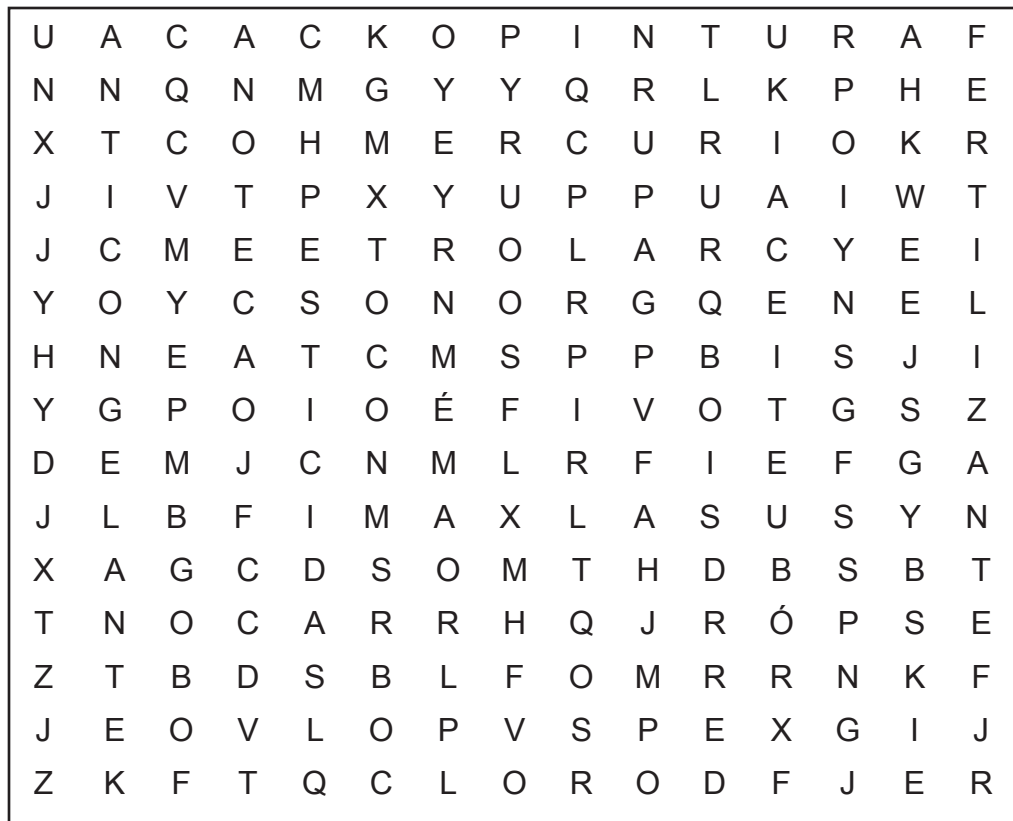 U A C A C K O P I N T U R A F
N N Q N M G Y Y Q R L K P H E
X T C O H M E R C U R I O K R
J I V T P X Y U P P U A I W T
J C M E E T R O L A R C Y E I
Y O Y C S O N O R G Q E N E L
H N E A T C M S P P B I S J I
Y G P O I O É F I V O T G S Z
D E M J C N M L R F I E F G A
J L B F I M A X L A S U S Y N
X A G C D S O M T H D B S B T
T N O C A R R H Q J R Ó P S E
Z T B D S B L F O M R R N K F
J E O V L O P V S P E X G I J
Z K F T Q C L O R O D F J E R